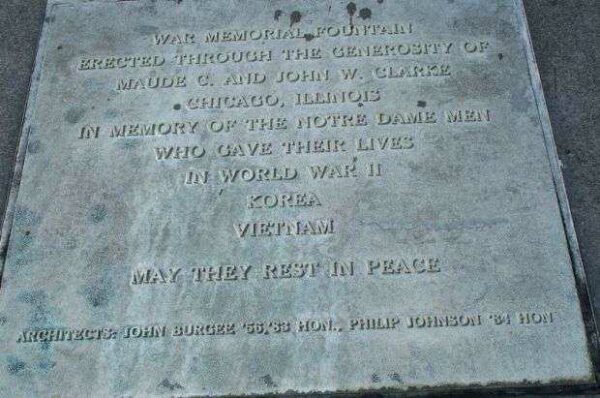 WAR MEMORIAL FOUNTAIN
ERECTED THROUGH THE GENEROSITY OF
MAUDE C. AND JOHN W. CLARKE
CHICAGO, ILLINOIS
IN MEMORY OF THE NOTRE DAME MEN
WHO GAVE THEIR LIVES
IN WORLD WAR II
KOREA
VIETNAM
MAY THEY REST IN PEACE
ARCHITECTS: JOHN BURGEE '56,'83 HON., PHILIP JOHNSON '84 HON